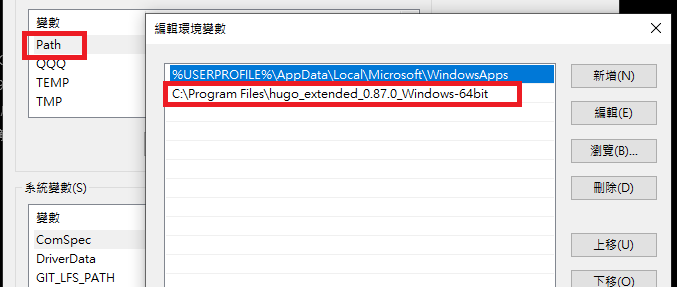 變數
Path
QQQ
TEMP
TMP
系統變數(S)
變數
ComSpec
DriverData
GIT_LFS_PATH
編輯環境變數
%USERPROFILE%\AppData\Local\Microsoft\WindowsApps
C:\Program Files\hugo_extended_0.87.0_Windows-64bit
新增(N)
編輯(E)
瀏覽(B)...
刪除(D)
上移(U)
下移(O)